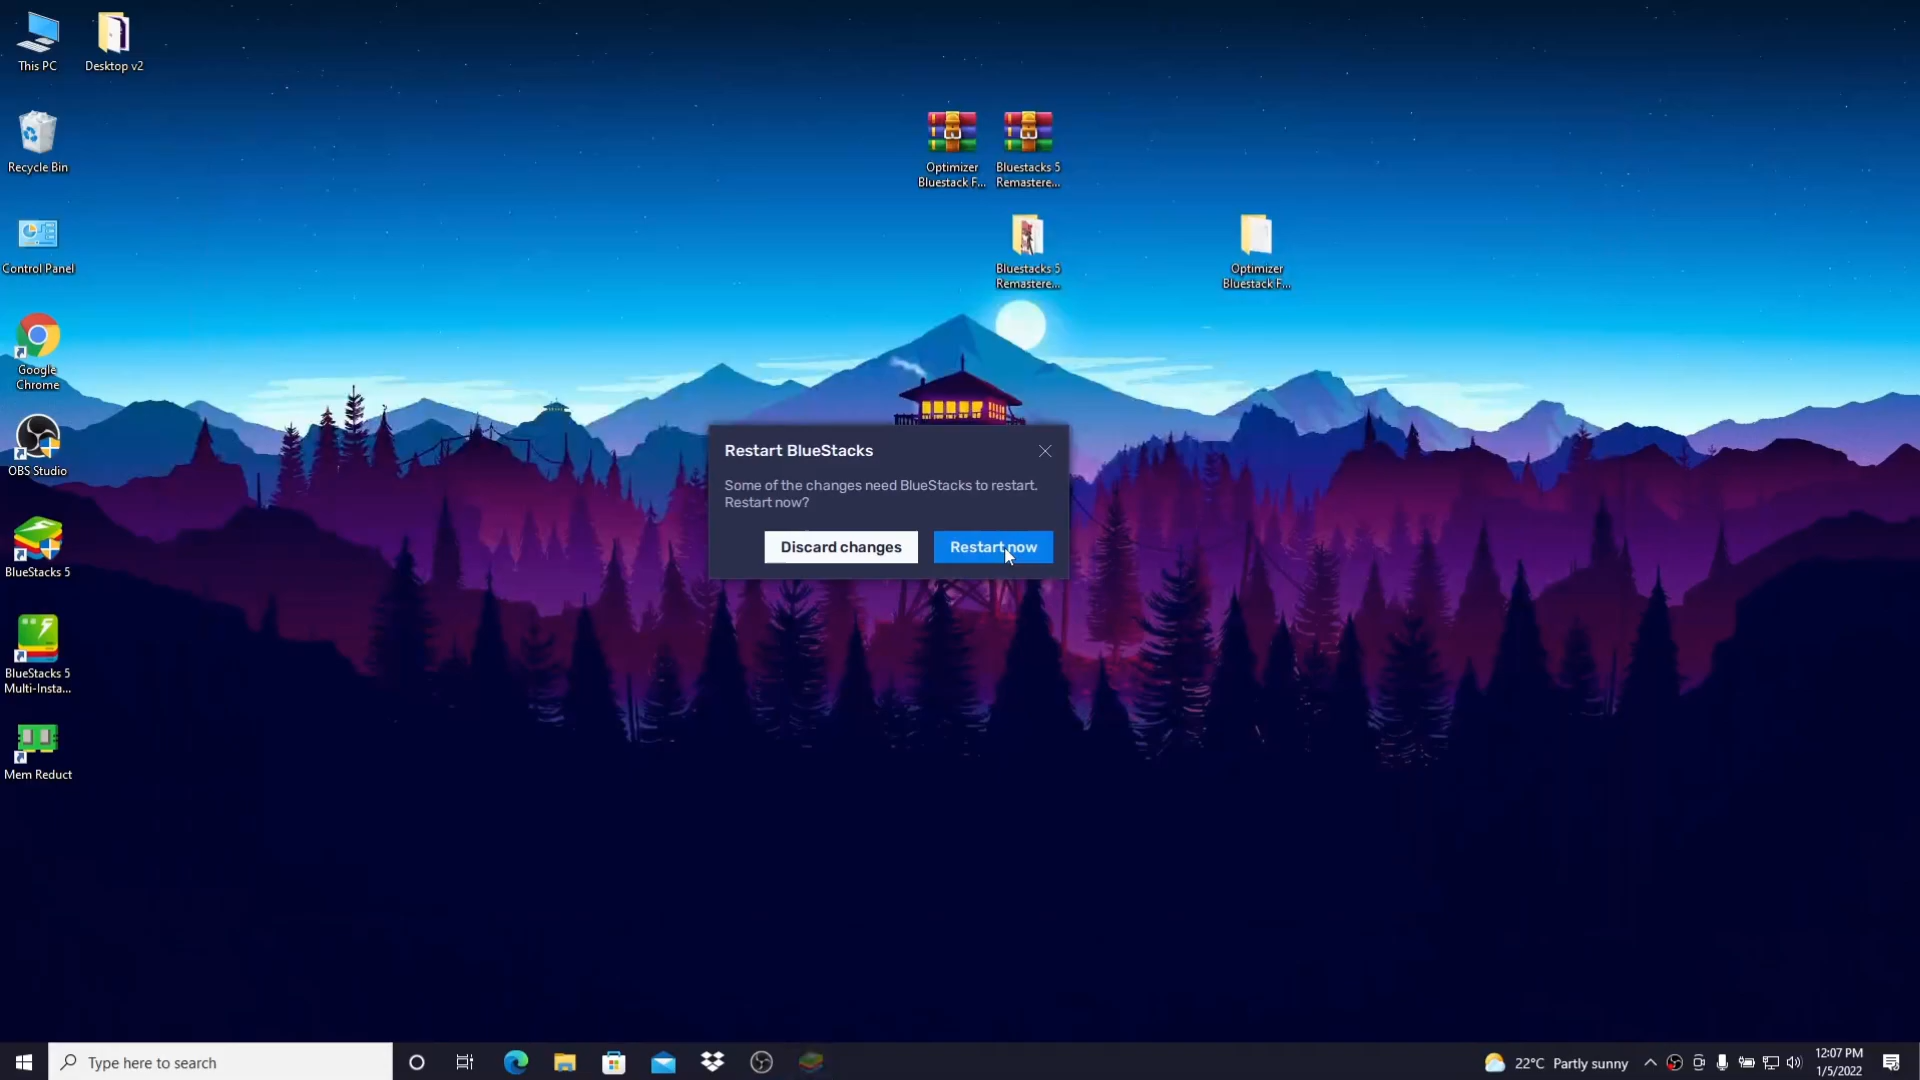 This PC
Desktop v2
Recycle Bin
Optimizer
Bluestack F...
Bluestacks 5
Remastere...
Control Panel
Bluestacks 5
Remastere...
Optimizer
Bluestack F...
Google
Chrome
OBS Studio
Restart BlueStacks
Some of the changes need BlueStacks to restart.
Restart now?
Discard changes
Restart now
BlueStacks 5
BlueStacks 5
Multi-Insta...
Mem Reduct
Type here to search
22°C Partly sunny
12:07 PM
1/5/2022